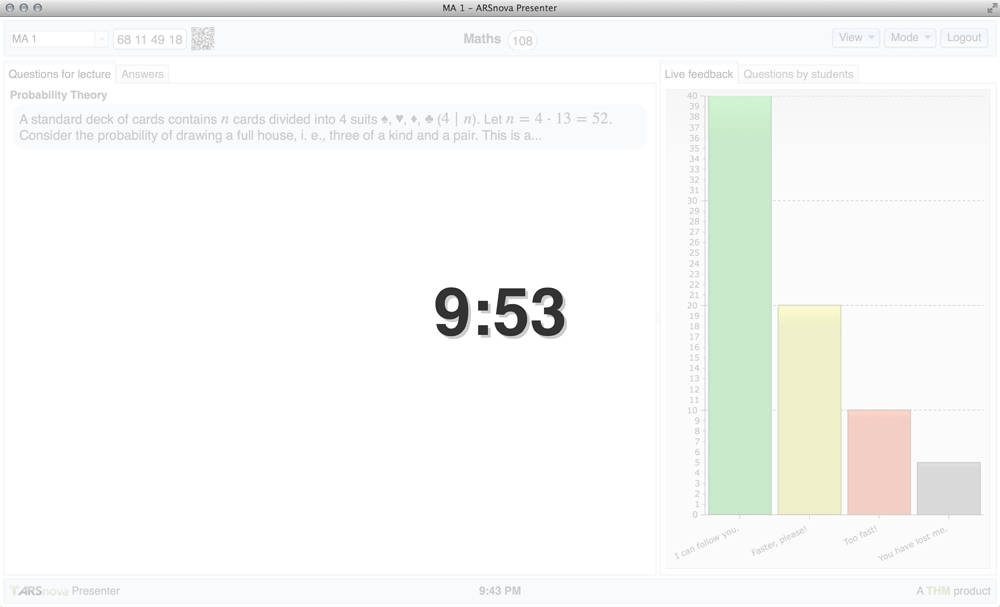 MA 1 – ARSnova Presenter
MA 1
68 11 49 18
Maths 108
View
Mode
Logout
Questions for lecture
Answers
Probability Theory
A standard deck of cards contains n cards divided into 4 suits ♠, ♥, ♦, ♣ (4 | n). Let n = 4 · 13 = 52.
Consider the probability of drawing a full house, i. e., three of a kind and a pair. This is a...
9:53
Live feedback
Questions by students
40
39
38
37
36
35
34
33
32
31
30
29
28
27
26
25
24
23
22
21
20
19
18
17
16
15
14
13
12
11
10
9
8
7
6
5
4
3
2
1
0
I can follow you.
Faster, please!
Too fast!
You have lost me.
ARSnova Presenter
9:43 PM
A THM product